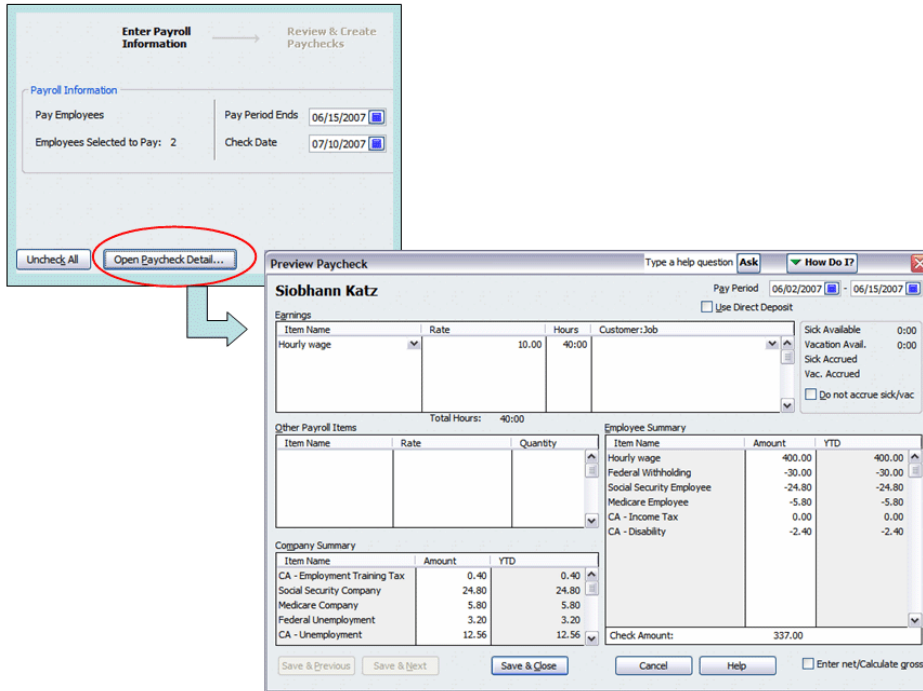 Enter Payroll Information
Review & Create Paychecks
Payroll Information
Pay Employees
Pay Period Ends 06/15/2007
Employees Selected to Pay: 2
Check Date 07/10/2007
Uncheck All
Open Paycheck Detail...
Preview Paycheck
Type a help question Ask
How Do I?
Siobhann Katz
Pay Period 06/02/2007 - 06/15/2007
Use Direct Deposit
Earnings
Item Name Rate Hours Customer:Job
Hourly wage 10.00 40:00
Total Hours: 40:00
Sick Available 0:00
Vacation Avail. 0:00
Sick Accrued
Vac. Accrued
Do not accrue sick/vac
Other Payroll Items
Item Name Rate Quantity
Employee Summary
Item Name Amount YTD
Hourly wage 400.00 400.00
Federal Withholding -30.00 -30.00
Social Security Employee -24.80 -24.80
Medicare Employee -5.80 -5.80
CA - Income Tax 0.00 0.00
CA - Disability -2.40 -2.40
Company Summary
Item Name Amount YTD
CA - Employment Training Tax 0.40 0.40
Social Security Company 24.80 24.80
Medicare Company 5.80 5.80
Federal Unemployment 3.20 3.20
CA - Unemployment 12.56 12.56
Check Amount: 337.00
Save & Previous
Save & Next
Save & Close
Cancel
Help
Enter net/Calculate gross